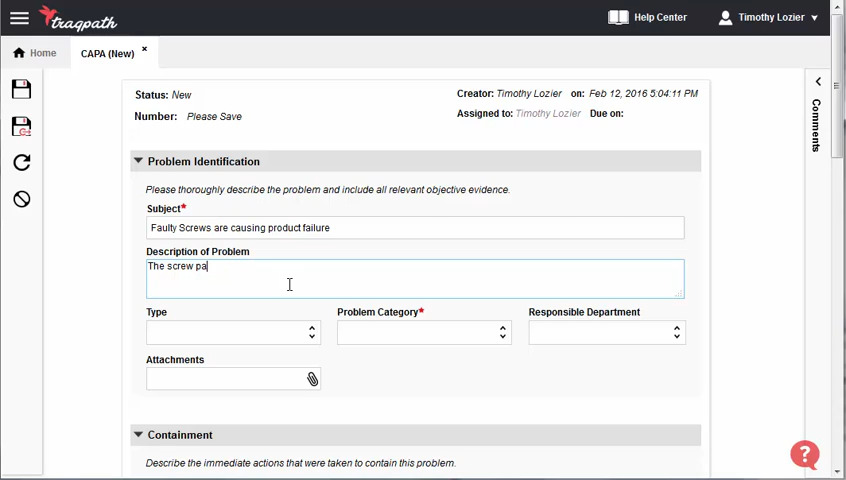 traqpath
Help Center
Timothy Lozier
Home
CAPA (New)
Status: New
Creator: Timothy Lozier on: Feb 12, 2016 5:04:11 PM
Number: Please Save
Assigned to: Timothy Lozier Due on:
Comments
Problem Identification
Please thoroughly describe the problem and include all relevant objective evidence.
Subject*
Faulty Screws are causing product failure
Description of Problem
The screw pa
Type
Problem Category*
Responsible Department
Attachments
Containment
Describe the immediate actions that were taken to contain this problem.
?